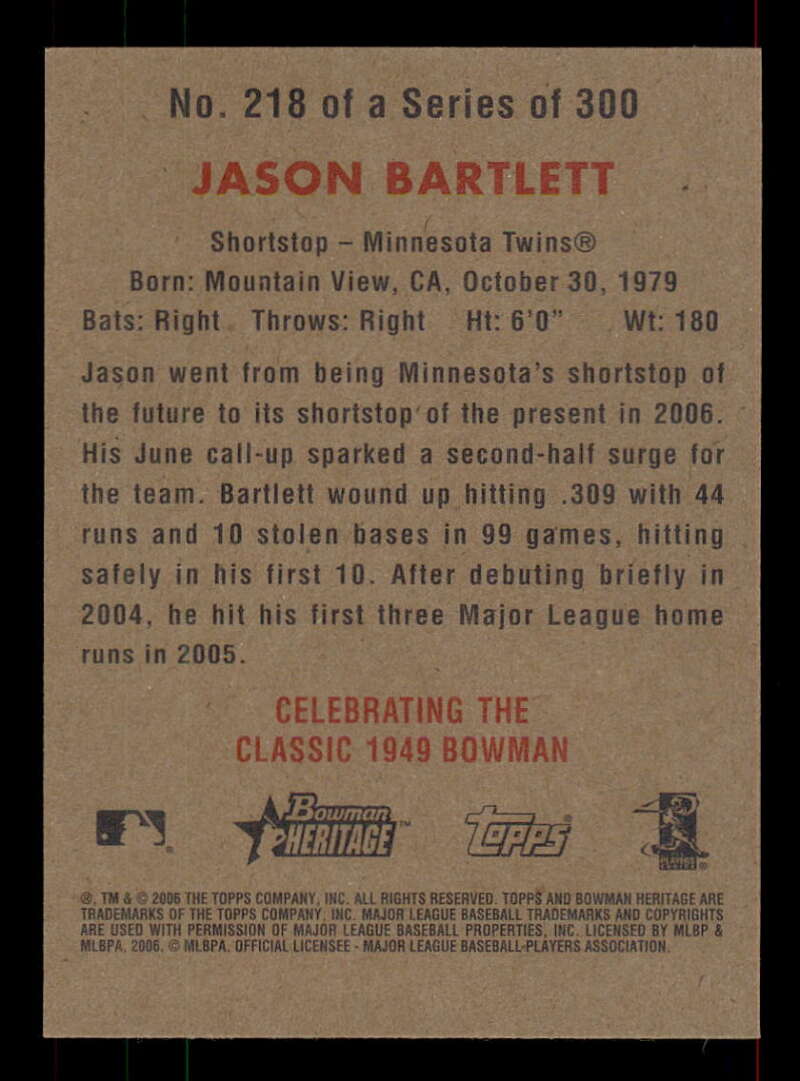 No. 218 of a Series of 300
JASON BARTLETT
Shortstop – Minnesota Twins®
Born: Mountain View, CA, October 30, 1979
Bats: Right Throws: Right Ht: 6'0" Wt: 180
Jason went from being Minnesota's shortstop of
the future to its shortstop of the present in 2006.
His June call-up sparked a second-half surge for
the team. Bartlett wound up hitting .309 with 44
runs and 10 stolen bases in 99 games, hitting
safely in his first 10. After debuting briefly in
2004, he hit his first three Major League home
runs in 2005.
CELEBRATING THE
CLASSIC 1949 BOWMAN
Bowman HERITAGE™ Topps® PLAYERS
®, TM & © 2006 THE TOPPS COMPANY, INC. ALL RIGHTS RESERVED. TOPPS AND BOWMAN HERITAGE ARE
TRADEMARKS OF THE TOPPS COMPANY, INC. MAJOR LEAGUE BASEBALL TRADEMARKS AND COPYRIGHTS
ARE USED WITH PERMISSION OF MAJOR LEAGUE BASEBALL PROPERTIES, INC. LICENSED BY MLBP &
MLBPA, 2006. © MLBPA. OFFICIAL LICENSEE - MAJOR LEAGUE BASEBALL PLAYERS ASSOCIATION.